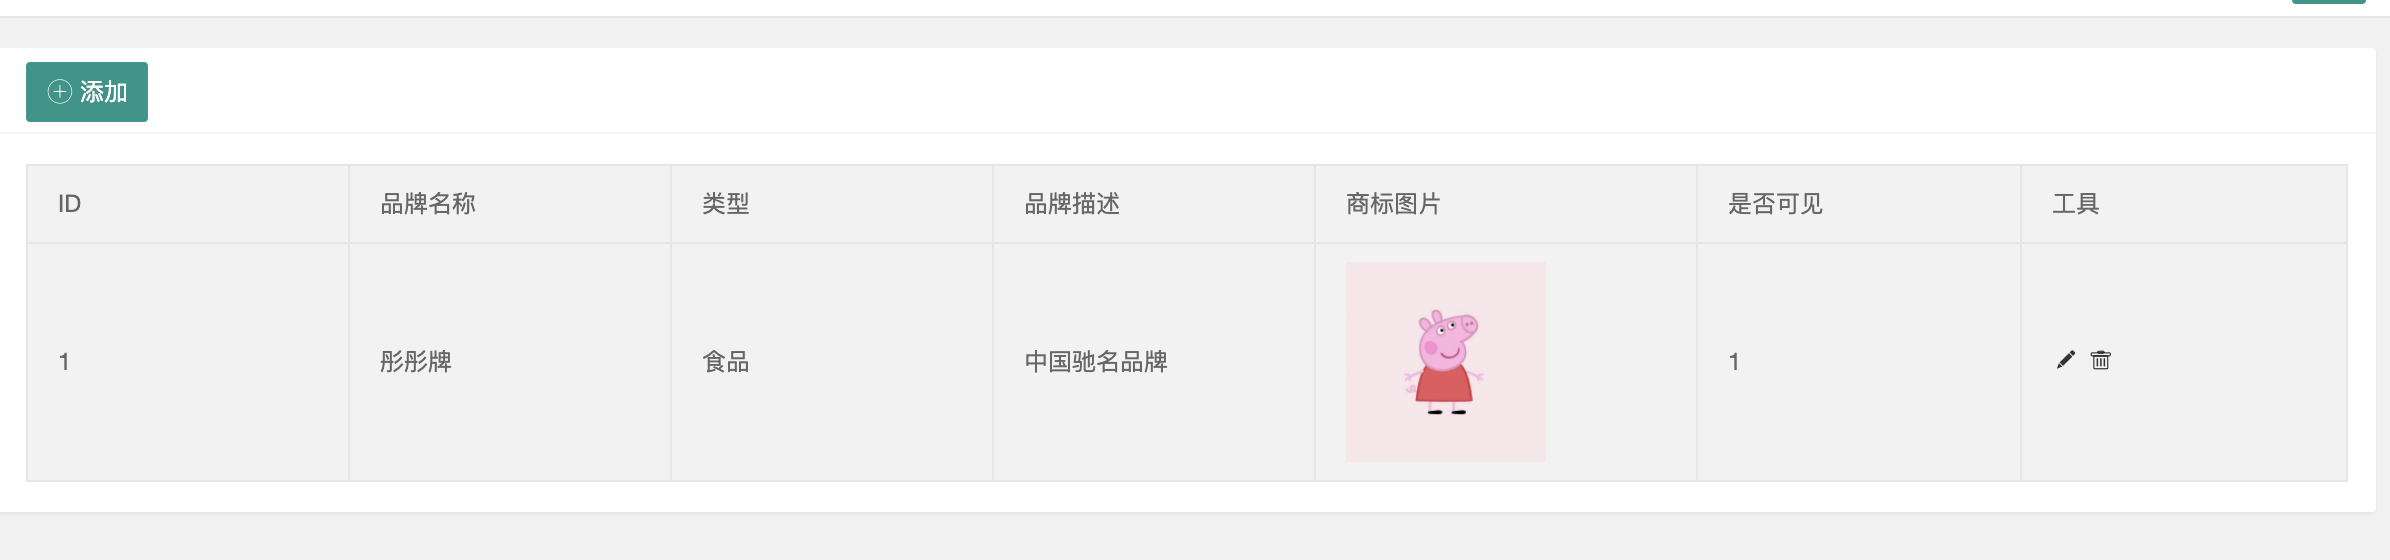 添加
ID 品牌名称 类型 品牌描述 商标图片 是否可见 工具
1 彤彤牌 食品 中国驰名品牌 1